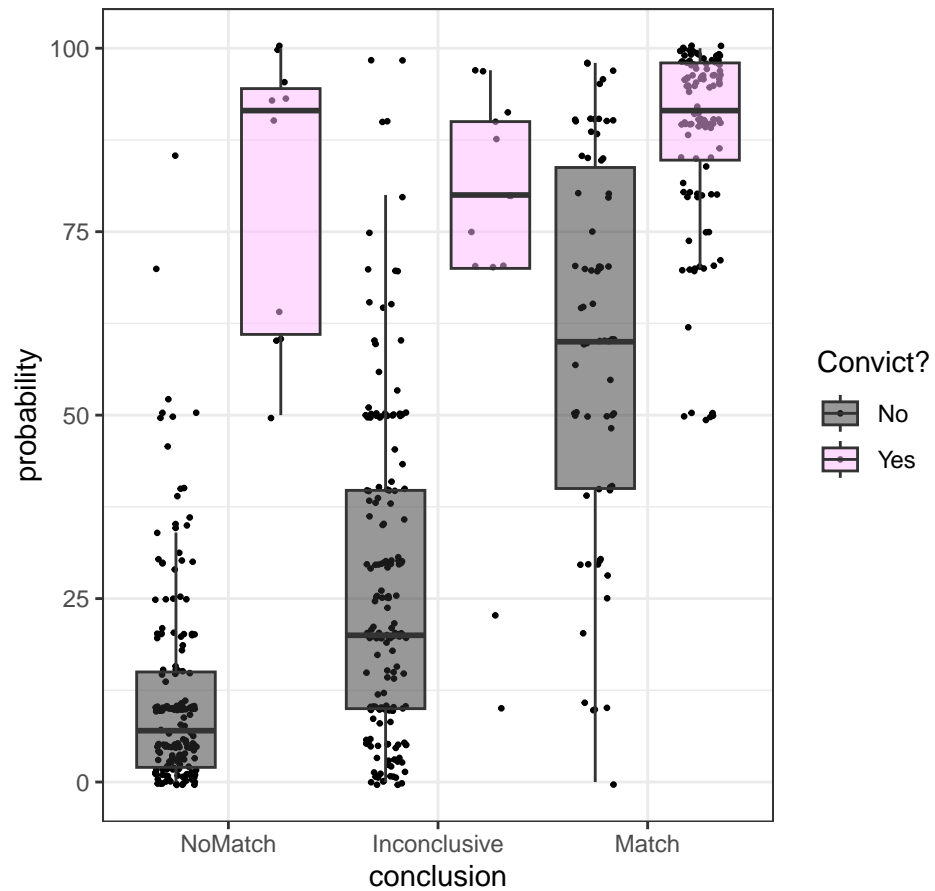 100
75
50
25
0
probability
NoMatch
Inconclusive
Match
conclusion
Convict?
No
Yes